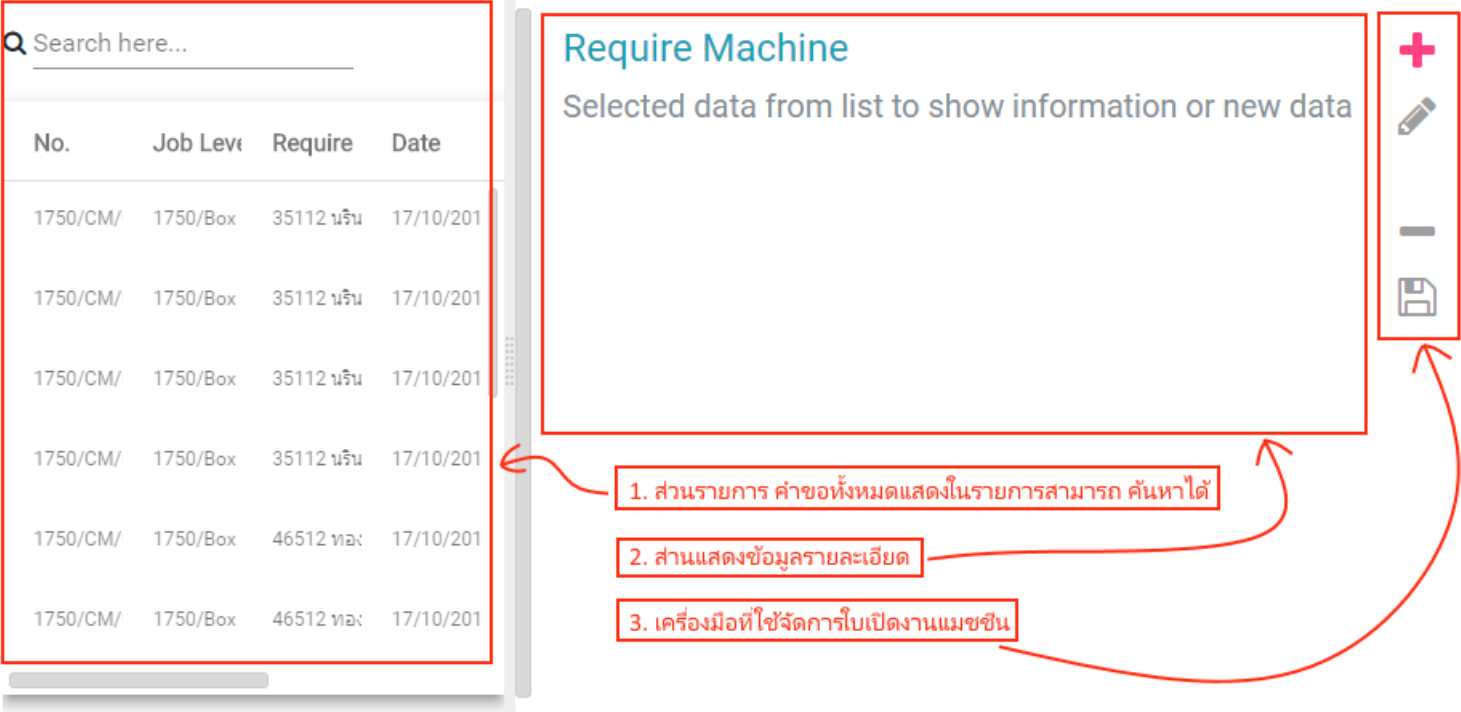 Search here...
No. Job Leve Require Date
1750/CM/ 1750/Box 35112 นริน 17/10/201
1750/CM/ 1750/Box 35112 นริน 17/10/201
1750/CM/ 1750/Box 35112 นริน 17/10/201
1750/CM/ 1750/Box 35112 นริน 17/10/201
1750/CM/ 1750/Box 46512 ทอง 17/10/201
1750/CM/ 1750/Box 46512 ทอง 17/10/201
Require Machine
Selected data from list to show information or new data
1. ส่วนรายการ คำขอทั้งหมดแสดงในรายการสามารถ ค้นหาได้
2. ส่านแสดงข้อมูลรายละเอียด
3. เครื่องมือที่ใช้จัดการใบเปิดงานแมชชีน